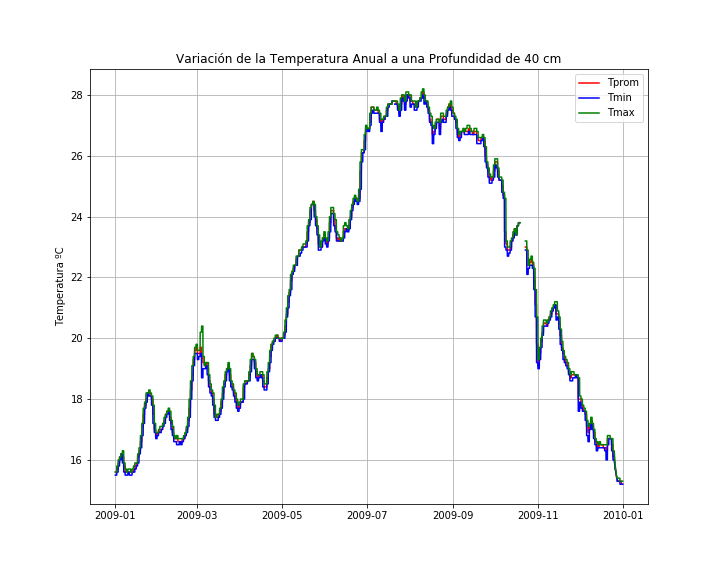 Variación de la Temperatura Anual a una Profundidad de 40 cm
Tprom
Tmin
Tmax
Temperatura ºC
28
26
24
22
20
18
16
2009-01
2009-03
2009-05
2009-07
2009-09
2009-11
2010-01